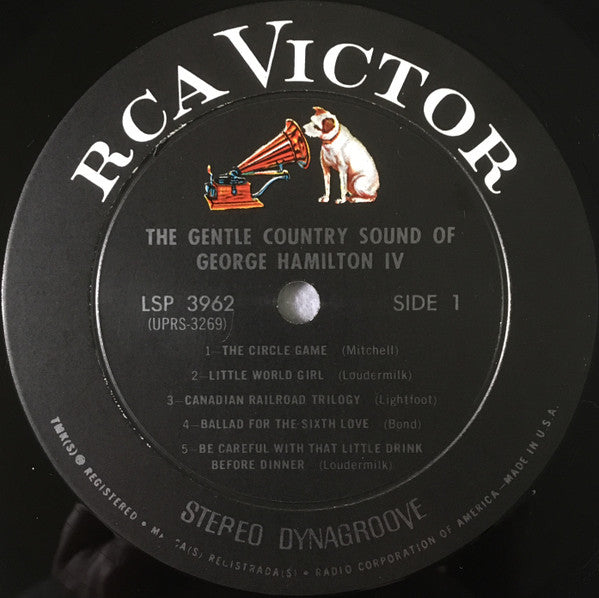 RCA VICTOR
THE GENTLE COUNTRY SOUND OF
GEORGE HAMILTON IV
LSP 3962
(UPRS-3269)
SIDE 1
1—THE CIRCLE GAME (Mitchell)
2—LITTLE WORLD GIRL (Loudermilk)
3—CANADIAN RAILROAD TRILOGY (Lightfoot)
4—BALLAD FOR THE SIXTH LOVE (Bond)
5—BE CAREFUL WITH THAT LITTLE DRINK
BEFORE DINNER (Loudermilk)
STEREO DYNAGROOVE
TMK(S) ® REGISTERED • MARCA(S) REGISTRADA(S) • RADIO CORPORATION OF AMERICA—MADE IN U.S.A.